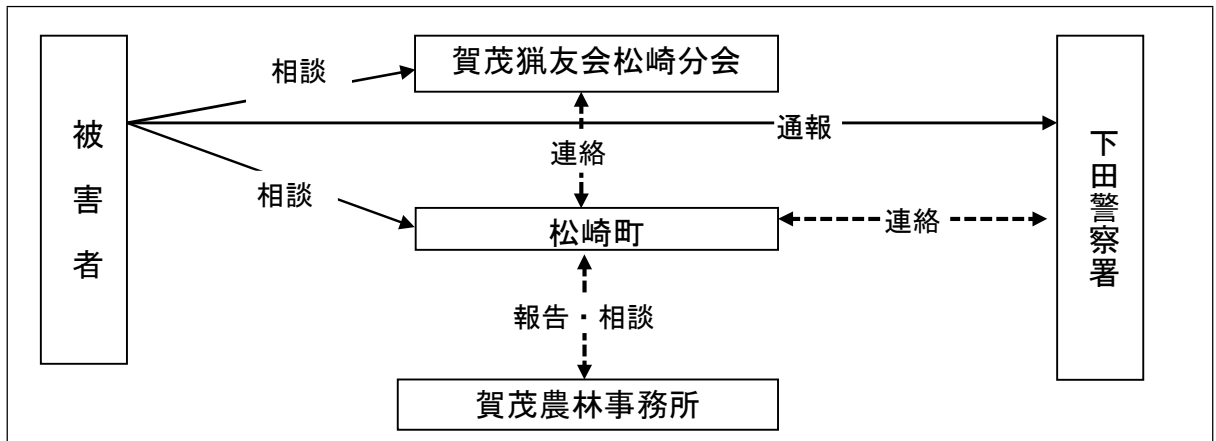 相談
賀茂猟友会松崎分会
被害者
通報
連絡
下田警察署
相談
松崎町
連絡
報告・相談
賀茂農林事務所